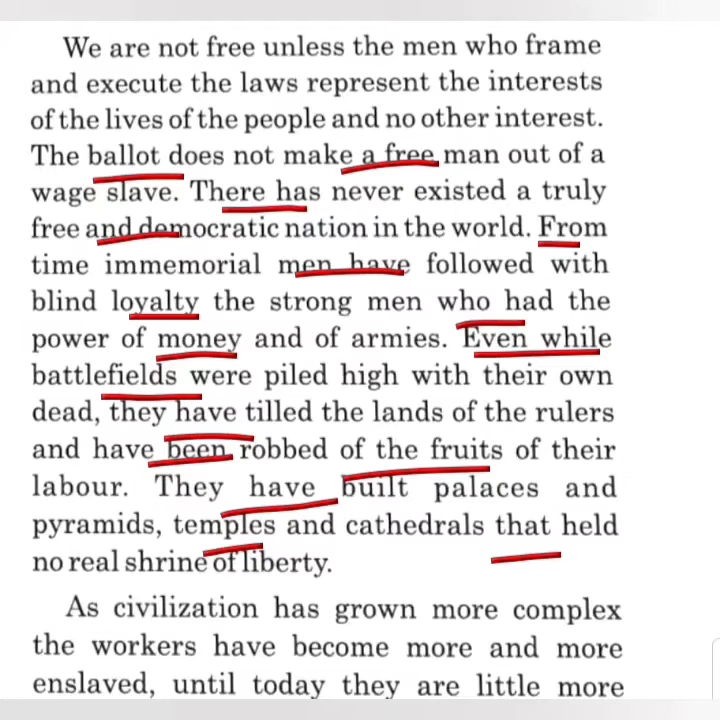 We are not free unless the men who frame
and execute the laws represent the interests
of the lives of the people and no other interest.
The ballot does not make a free man out of a
wage slave. There has never existed a truly
free and democratic nation in the world. From
time immemorial men have followed with
blind loyalty the strong men who had the
power of money and of armies. Even while
battlefields were piled high with their own
dead, they have tilled the lands of the rulers
and have been robbed of the fruits of their
labour. They have built palaces and
pyramids, temples and cathedrals that held
no real shrine of liberty.
As civilization has grown more complex
the workers have become more and more
enslaved, until today they are little more